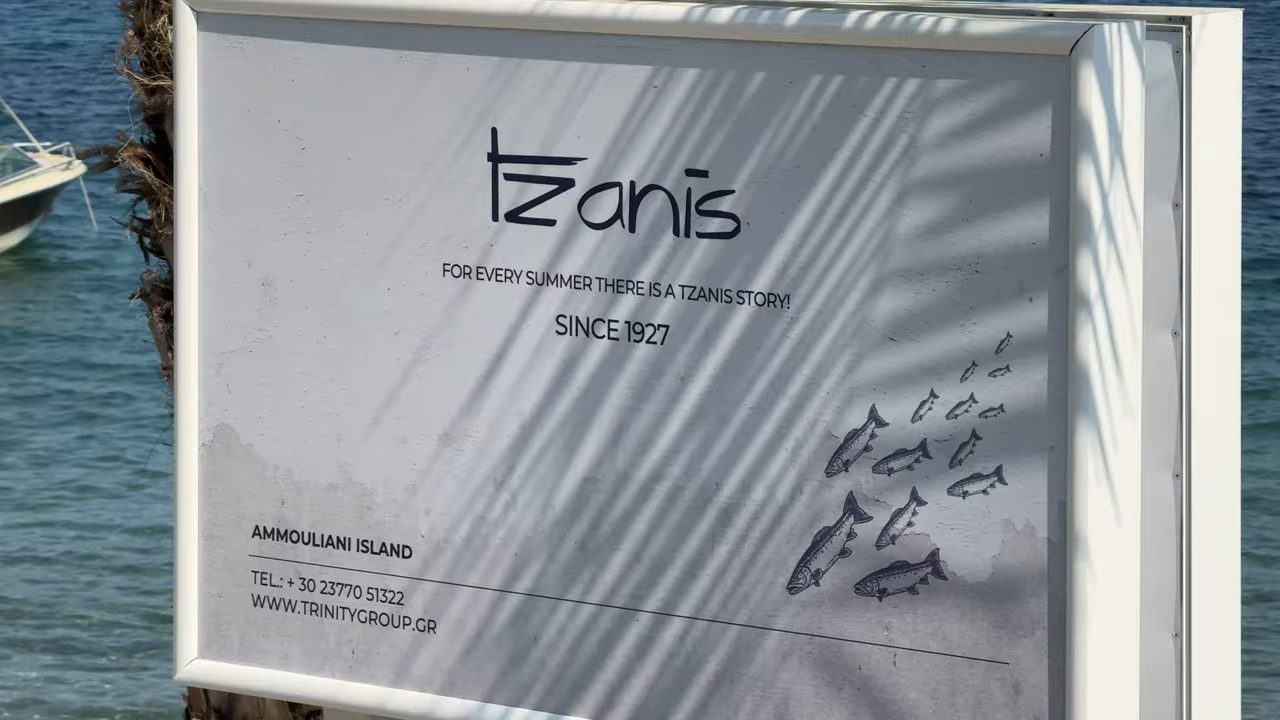 tzanis
FOR EVERY SUMMER THERE IS A TZANIS STORY!
SINCE 1927
AMMOULIANI ISLAND
TEL.: + 30 23770 51322
WWW.TRINITYGROUP.GR